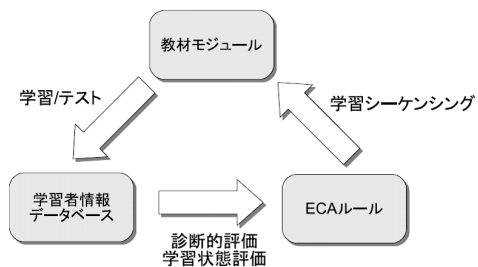 教材モジュール
学習/テスト
学習シーケンシング
学習者情報
データベース
ECAルール
診断的評価
学習状態評価